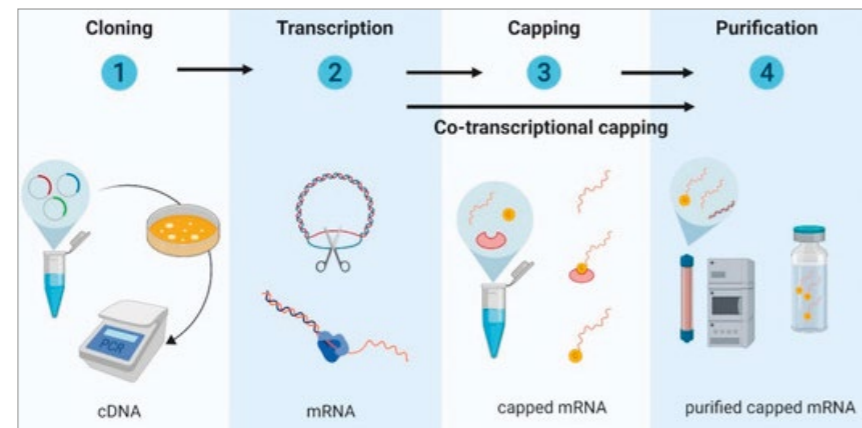 Cloning
Transcription
Capping
Purification
1
2
3
4
Co-transcriptional capping
PCR
cDNA
mRNA
capped mRNA
purified capped mRNA